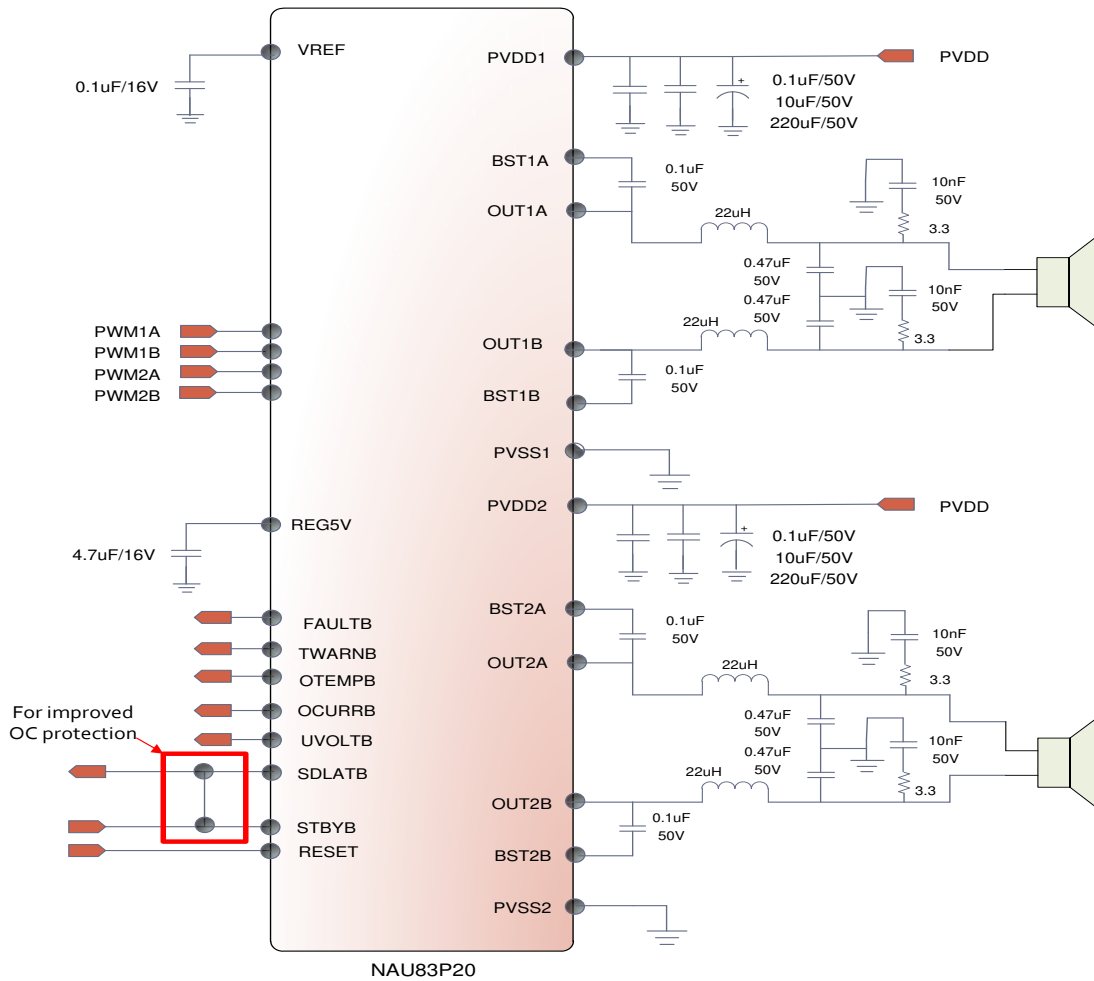 VREF
0.1uF/16V
PWM1A
PWM1B
PWM2A
PWM2B
REG5V
4.7uF/16V
FAULTB
TWARNB
OTEMPB
OCURRB
UVOLTB
For improved
OC protection
SDLATB
STBYB
RESET
PVDD1
PVDD
0.1uF/50V
10uF/50V
220uF/50V
BST1A
0.1uF
50V
OUT1A
22uH
10nF
50V
3.3
0.47uF
50V
0.47uF
50V
10nF
50V
3.3
22uH
OUT1B
0.1uF
50V
BST1B
PVSS1
PVDD2
PVDD
0.1uF/50V
10uF/50V
220uF/50V
BST2A
0.1uF
50V
OUT2A
22uH
10nF
50V
3.3
0.47uF
50V
0.47uF
50V
10nF
50V
3.3
22uH
OUT2B
0.1uF
50V
BST2B
PVSS2
NAU83P20